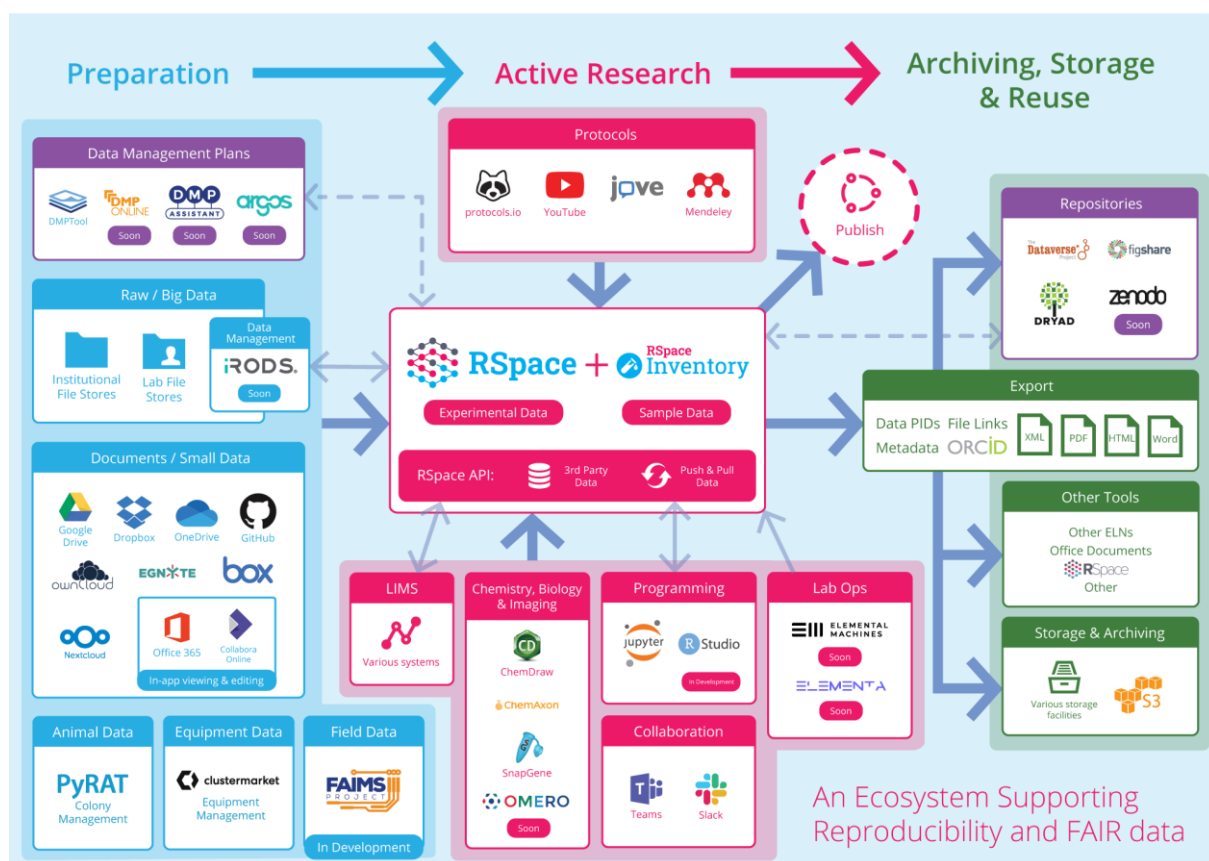 Preparation
Active Research
Archiving, Storage
& Reuse
Data Management Plans
DMPTool
DMP
ONLINE
Soon
DMP
ASSISTANT
Soon
argos
Soon
Raw / Big Data
Institutional
File Stores
Lab File
Stores
Data
Management
iRODS.
Soon
Documents / Small Data
Google
Drive
Dropbox
OneDrive
GitHub
ownCloud
EGNYTE
box
Nextcloud
Office 365
Collabora
Online
In-app viewing & editing
Animal Data
PyRAT
Colony
Management
Equipment Data
clustermarket
Equipment
Management
Field Data
FAIMS
PROJECT
In Development
Protocols
protocols.io
YouTube
jove
Mendeley
Publish
RSpace + RSpace
Inventory
Experimental Data
Sample Data
RSpace API:
3rd Party
Data
Push & Pull
Data
LIMS
Various systems
Chemistry, Biology
& Imaging
CD
ChemDraw
ChemAxon
SnapGene
OMERO
Soon
Programming
jupyter
R Studio
In Development
Collaboration
Teams
Slack
Lab Ops
ELEMENTAL
MACHINES
Soon
ELEMENTA
Soon
Repositories
The
Dataverse
Project
figshare
DRYAD
zenodo
Soon
Export
Data PIDs File Links
Metadata ORCiD
XML
PDF
HTML
Word
Other Tools
Other ELNs
Office Documents
RSpace
Other
Storage & Archiving
Various storage
facilities
S3
An Ecosystem Supporting
Reproducibility and FAIR data